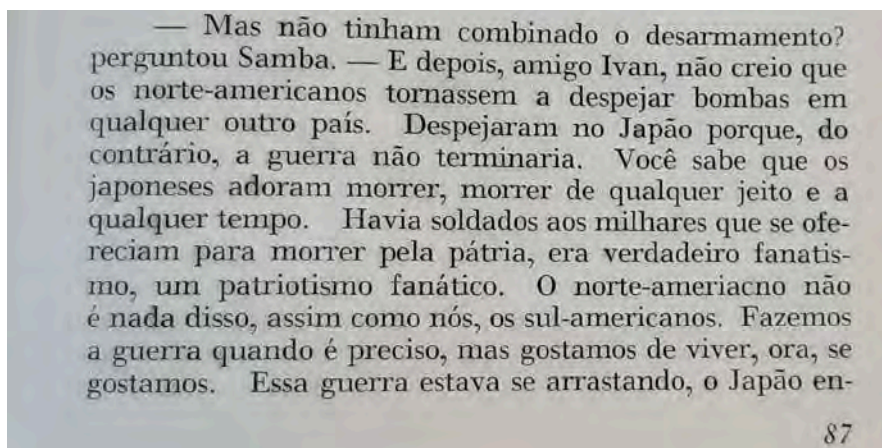 — Mas não tinham combinado o desarmamento?
perguntou Samba. — E depois, amigo Ivan, não creio que
os norte-americanos tornassem a despejar bombas em
qualquer outro país. Despejaram no Japão porque, do
contrário, a guerra não terminaria. Você sabe que os
japoneses adoram morrer, morrer de qualquer jeito e a
qualquer tempo. Havia soldados aos milhares que se ofe-
reciam para morrer pela pátria, era verdadeiro fanatis-
mo, um patriotismo fanático. O norte-ameriacno não
é nada disso, assim como nós, os sul-americanos. Fazemos
a guerra quando é preciso, mas gostamos de viver, ora, se
gostamos. Essa guerra estava se arrastando, o Japão en-
87